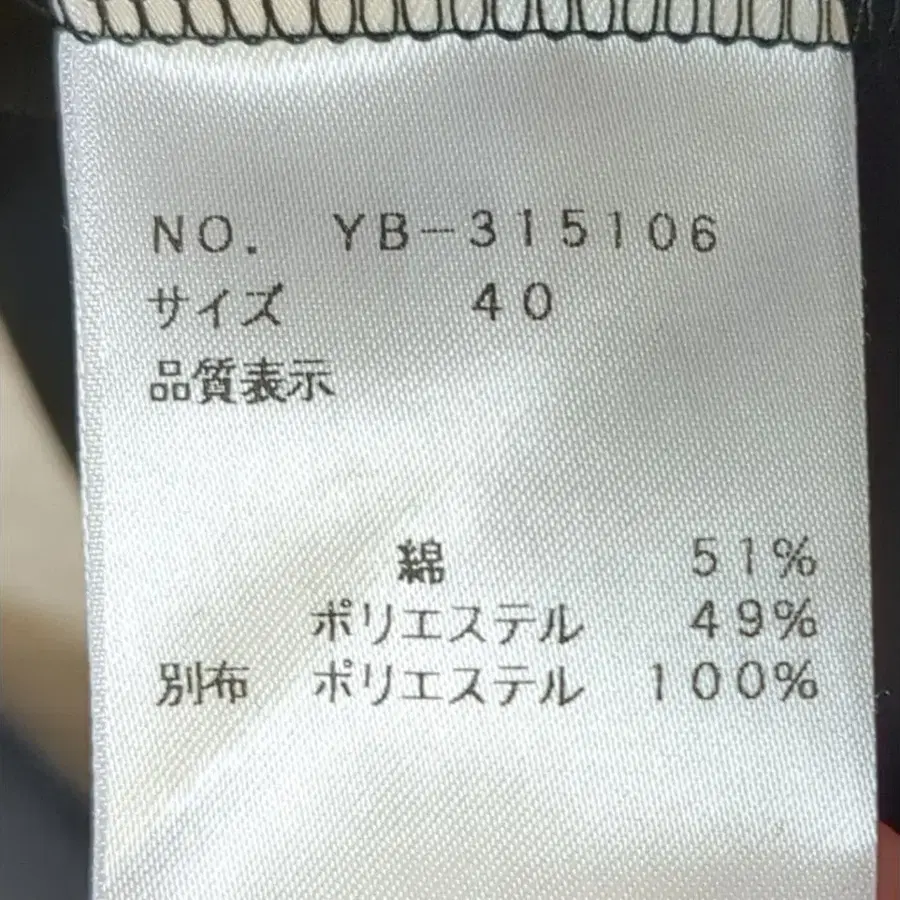 NO. YB-315106
サイズ 40
品質表示
綿 51%
ポリエステル 49%
別布 ポリエステル 100%